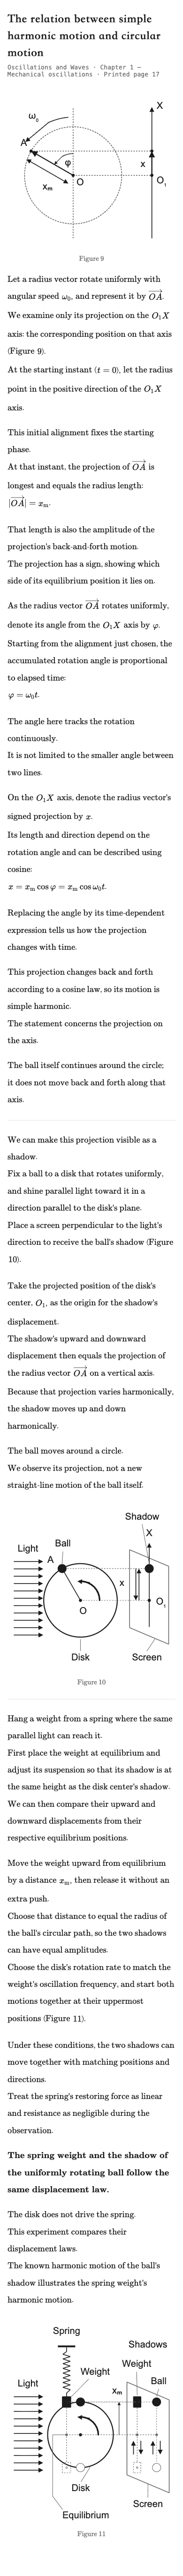 The relation between simple
harmonic motion and circular
motion
Oscillations and Waves · Chapter 1 —
Mechanical oscillations · Printed page 17
X
ω₀
A
φ
x
xₘ
O
O₁
Figure 9
Let a radius vector rotate uniformly with
angular speed ω₀, and represent it by \overrightarrow{OA}.
We examine only its projection on the O₁X
axis: the corresponding position on that axis
(Figure 9).
At the starting instant (t = 0), let the radius
point in the positive direction of the O₁X
axis.
This initial alignment fixes the starting
phase.
At that instant, the projection of \overrightarrow{OA} is
longest and equals the radius length:
|\overrightarrow{OA}| = xₘ.
That length is also the amplitude of the
projection's back-and-forth motion.
The projection has a sign, showing which
side of its equilibrium position it lies on.
As the radius vector \overrightarrow{OA} rotates uniformly,
denote its angle from the O₁X axis by φ.
Starting from the alignment just chosen, the
accumulated rotation angle is proportional
to elapsed time:
φ = ω₀t.
The angle here tracks the rotation
continuously.
It is not limited to the smaller angle between
two lines.
On the O₁X axis, denote the radius vector's
signed projection by x.
Its length and direction depend on the
rotation angle and can be described using
cosine:
x = xₘ cos φ = xₘ cos ω₀t.
Replacing the angle by its time-dependent
expression tells us how the projection
changes with time.
This projection changes back and forth
according to a cosine law, so its motion is
simple harmonic.
The statement concerns the projection on
the axis.
The ball itself continues around the circle;
it does not move back and forth along that
axis.
We can make this projection visible as a
shadow.
Fix a ball to a disk that rotates uniformly,
and shine parallel light toward it in a
direction parallel to the disk's plane.
Place a screen perpendicular to the light's
direction to receive the ball's shadow (Figure
10).
Take the projected position of the disk's
center, O₁, as the origin for the shadow's
displacement.
The shadow's upward and downward
displacement then equals the projection of
the radius vector \overrightarrow{OA} on a vertical axis.
Because that projection varies harmonically,
the shadow moves up and down
harmonically.
The ball moves around a circle.
We observe its projection, not a new
straight-line motion of the ball itself.
Shadow
Ball
X
Light
A
x
O
O₁
Disk
Screen
Figure 10
Hang a weight from a spring where the same
parallel light can reach it.
First place the weight at equilibrium and
adjust its suspension so that its shadow is at
the same height as the disk center's shadow.
We can then compare their upward and
downward displacements from their
respective equilibrium positions.
Move the weight upward from equilibrium
by a distance xₘ, then release it without an
extra push.
Choose that distance to equal the radius of
the ball's circular path, so the two shadows
can have equal amplitudes.
Choose the disk's rotation rate to match the
weight's oscillation frequency, and start both
motions together at their uppermost
positions (Figure 11).
Under these conditions, the two shadows can
move together with matching positions and
directions.
Treat the spring's restoring force as linear
and resistance as negligible during the
observation.
The spring weight and the shadow of
the uniformly rotating ball follow the
same displacement law.
The disk does not drive the spring.
This experiment compares their
displacement laws.
The known harmonic motion of the ball's
shadow illustrates the spring weight's
harmonic motion.
Spring
Shadows
Weight
Weight
Ball
Light
xₘ
Disk
Screen
Equilibrium
Figure 11